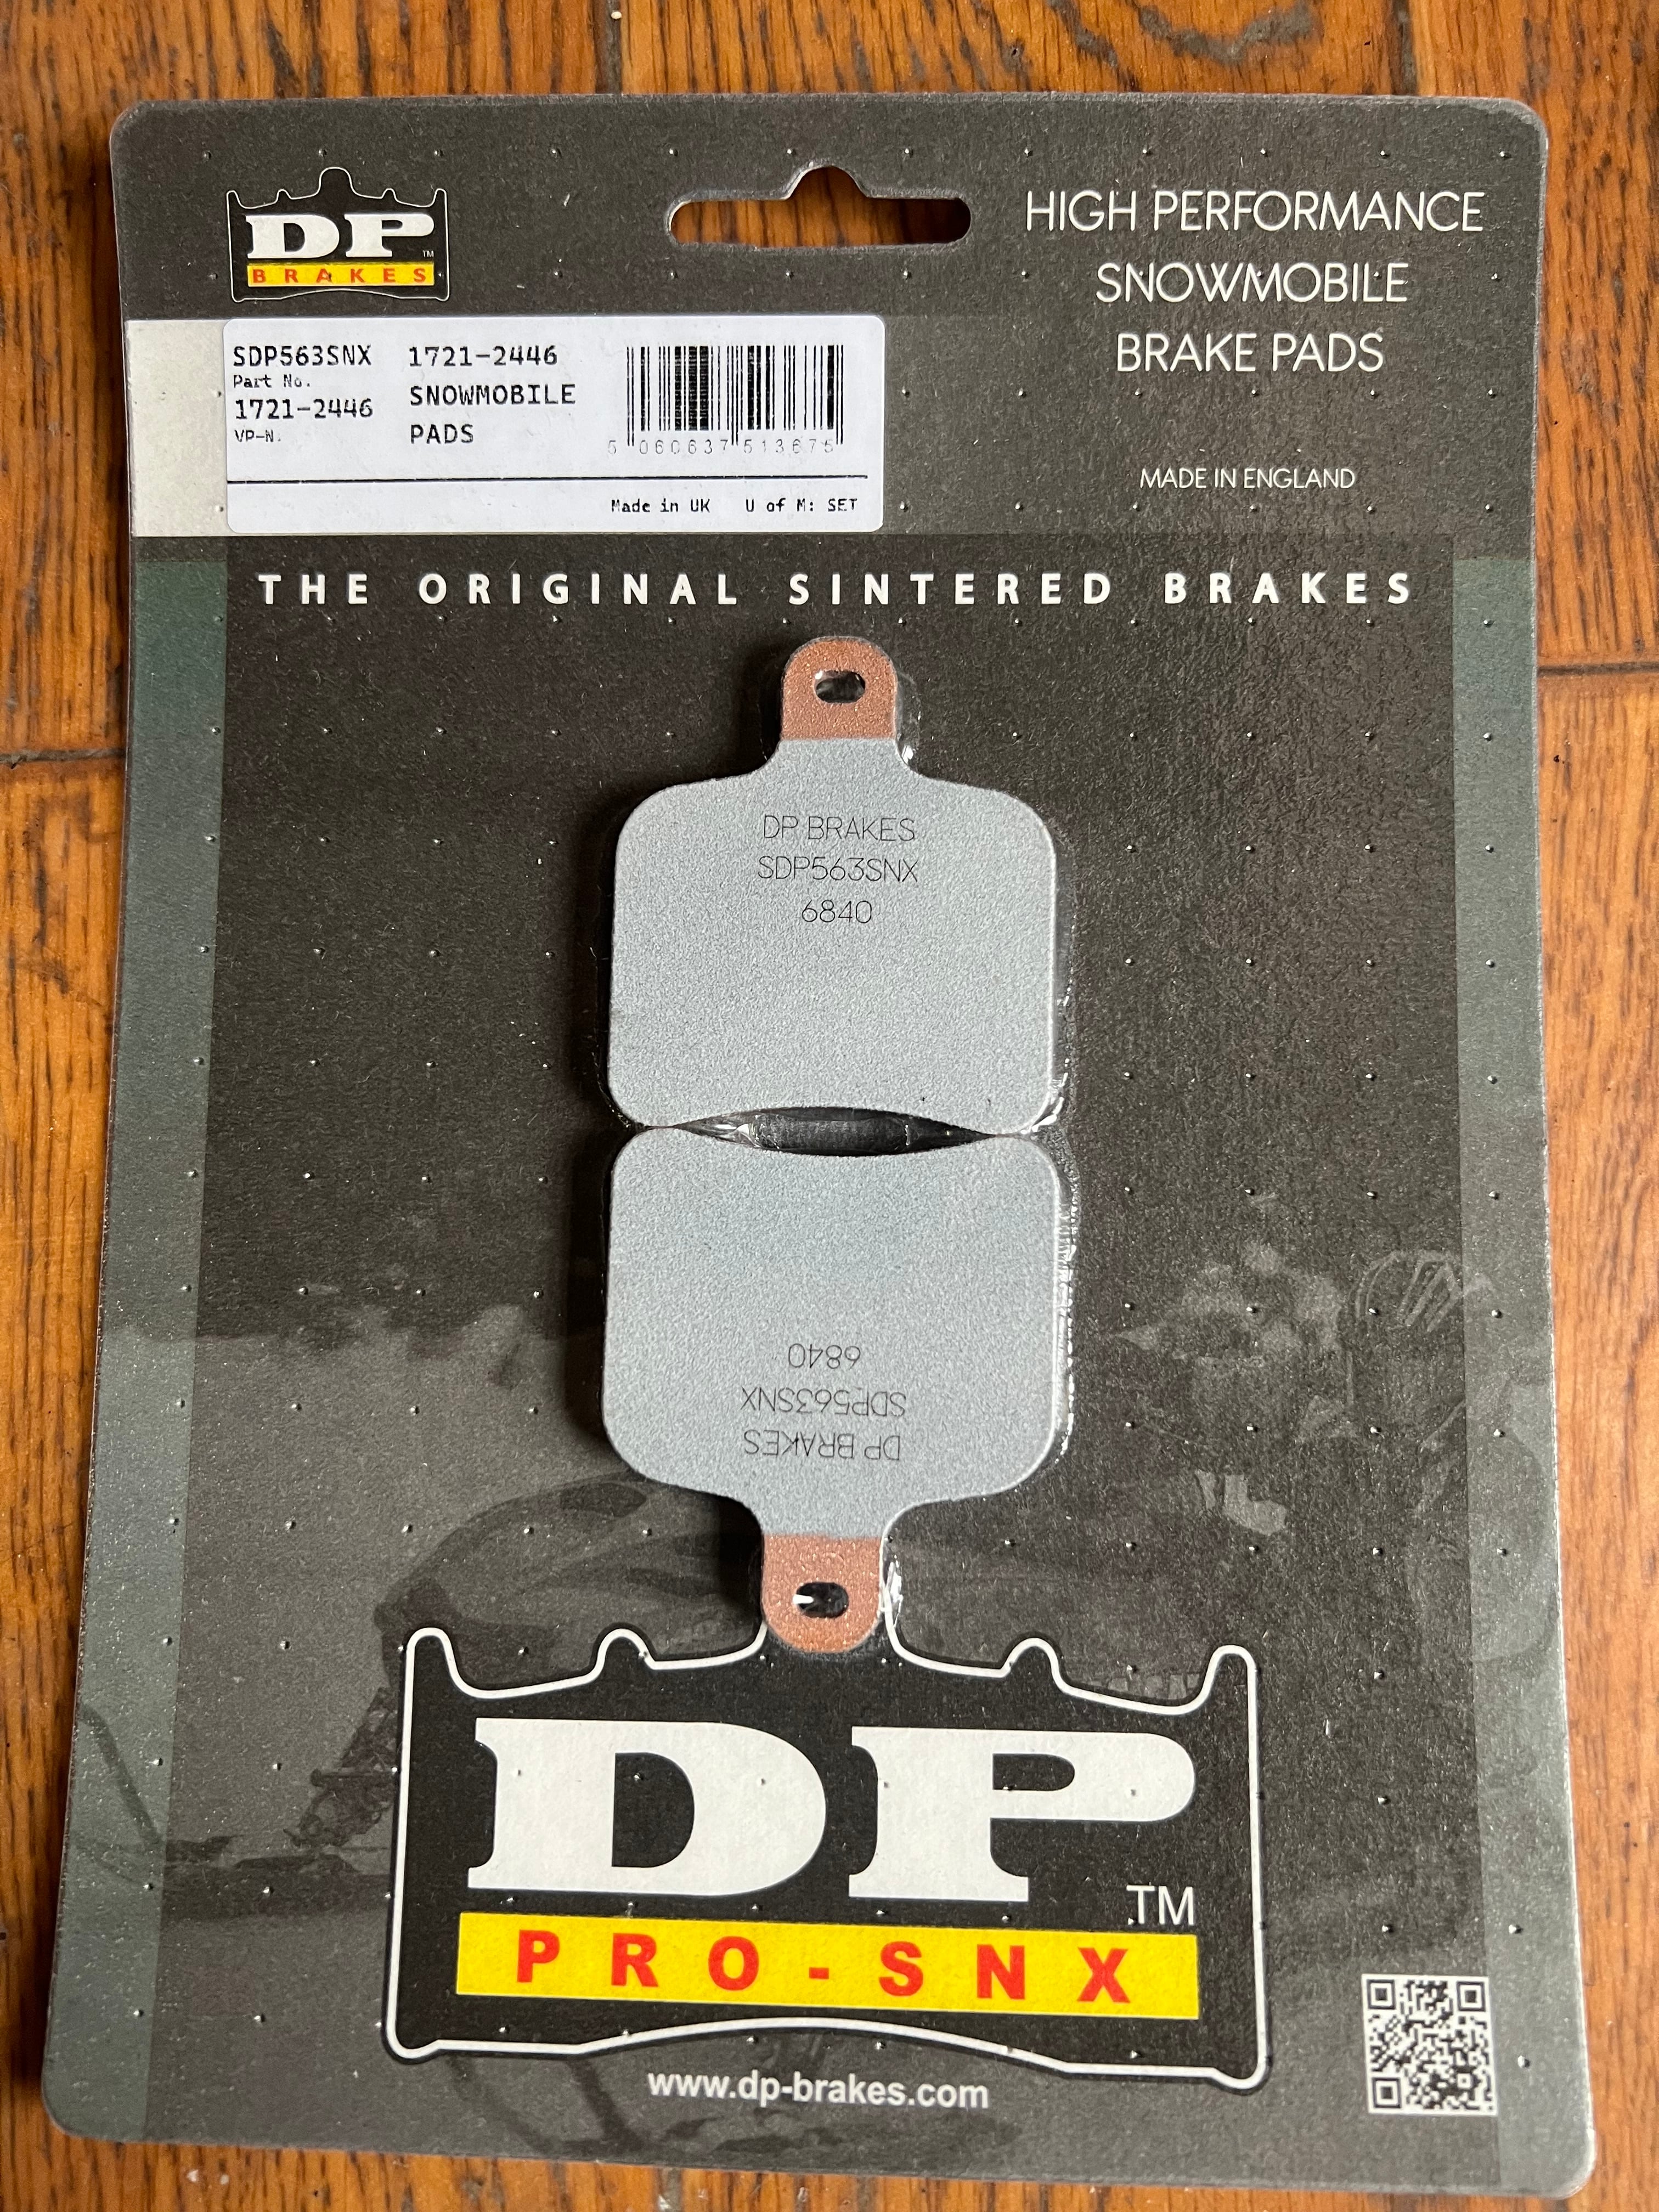 DP
TM
BRAKES
HIGH PERFORMANCE
SNOWMOBILE
BRAKE PADS
MADE IN ENGLAND
SDP563SNX
Part No.
1721-2446
VP-N.
1721-2446
SNOWMOBILE
PADS
5 060637 513675
Made in UK U of M: SET
THE ORIGINAL SINTERED BRAKES
DP BRAKES
SDP563SNX
6840
DP BRAKES
SDP563SNX
6840
DP
TM
PRO-SNX
www.dp-brakes.com